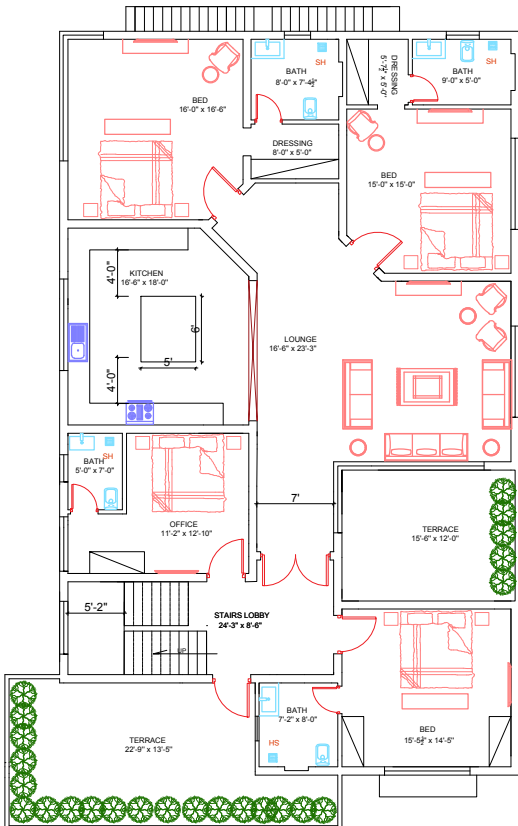 BED
16'-0" x 16'-6"
BATH
8'-0" x 7'-4½"
SH
DRESSING
5'-7½" x 5'-0"
BATH
9'-0" x 5'-0"
SH
DRESSING
8'-0" x 5'-0"
BED
15'-0" x 15'-0"
KITCHEN
16'-6" x 18'-0"
4'-0"
6'
5'
4'-0"
LOUNGE
16'-6" x 23'-3"
BATH
5'-0" x 7'-0"
SH
OFFICE
11'-2" x 12'-10"
7'
TERRACE
15'-6" x 12'-0"
5'-2"
STAIRS LOBBY
24'-3" x 8'-6"
UP
BATH
7'-2" x 8'-0"
HS
BED
15'-5½" x 14'-5"
TERRACE
22'-9" x 13'-5"